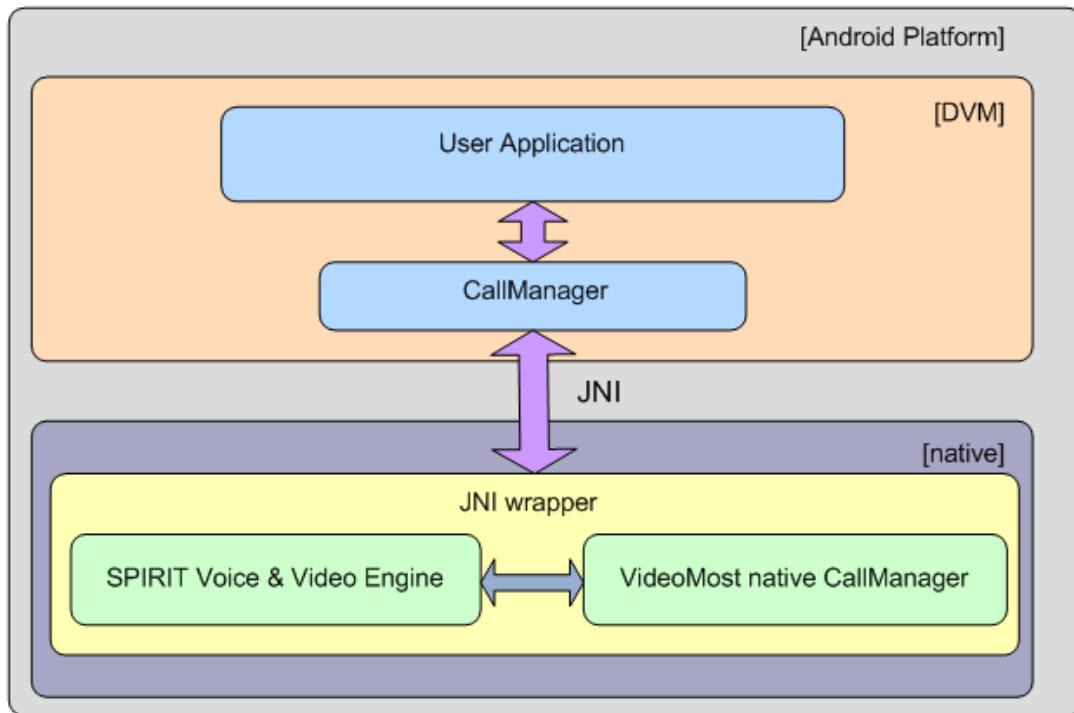 [Android Platform]
[DVM]
User Application
CallManager
JNI
[native]
JNI wrapper
SPIRIT Voice & Video Engine
VideoMost native CallManager